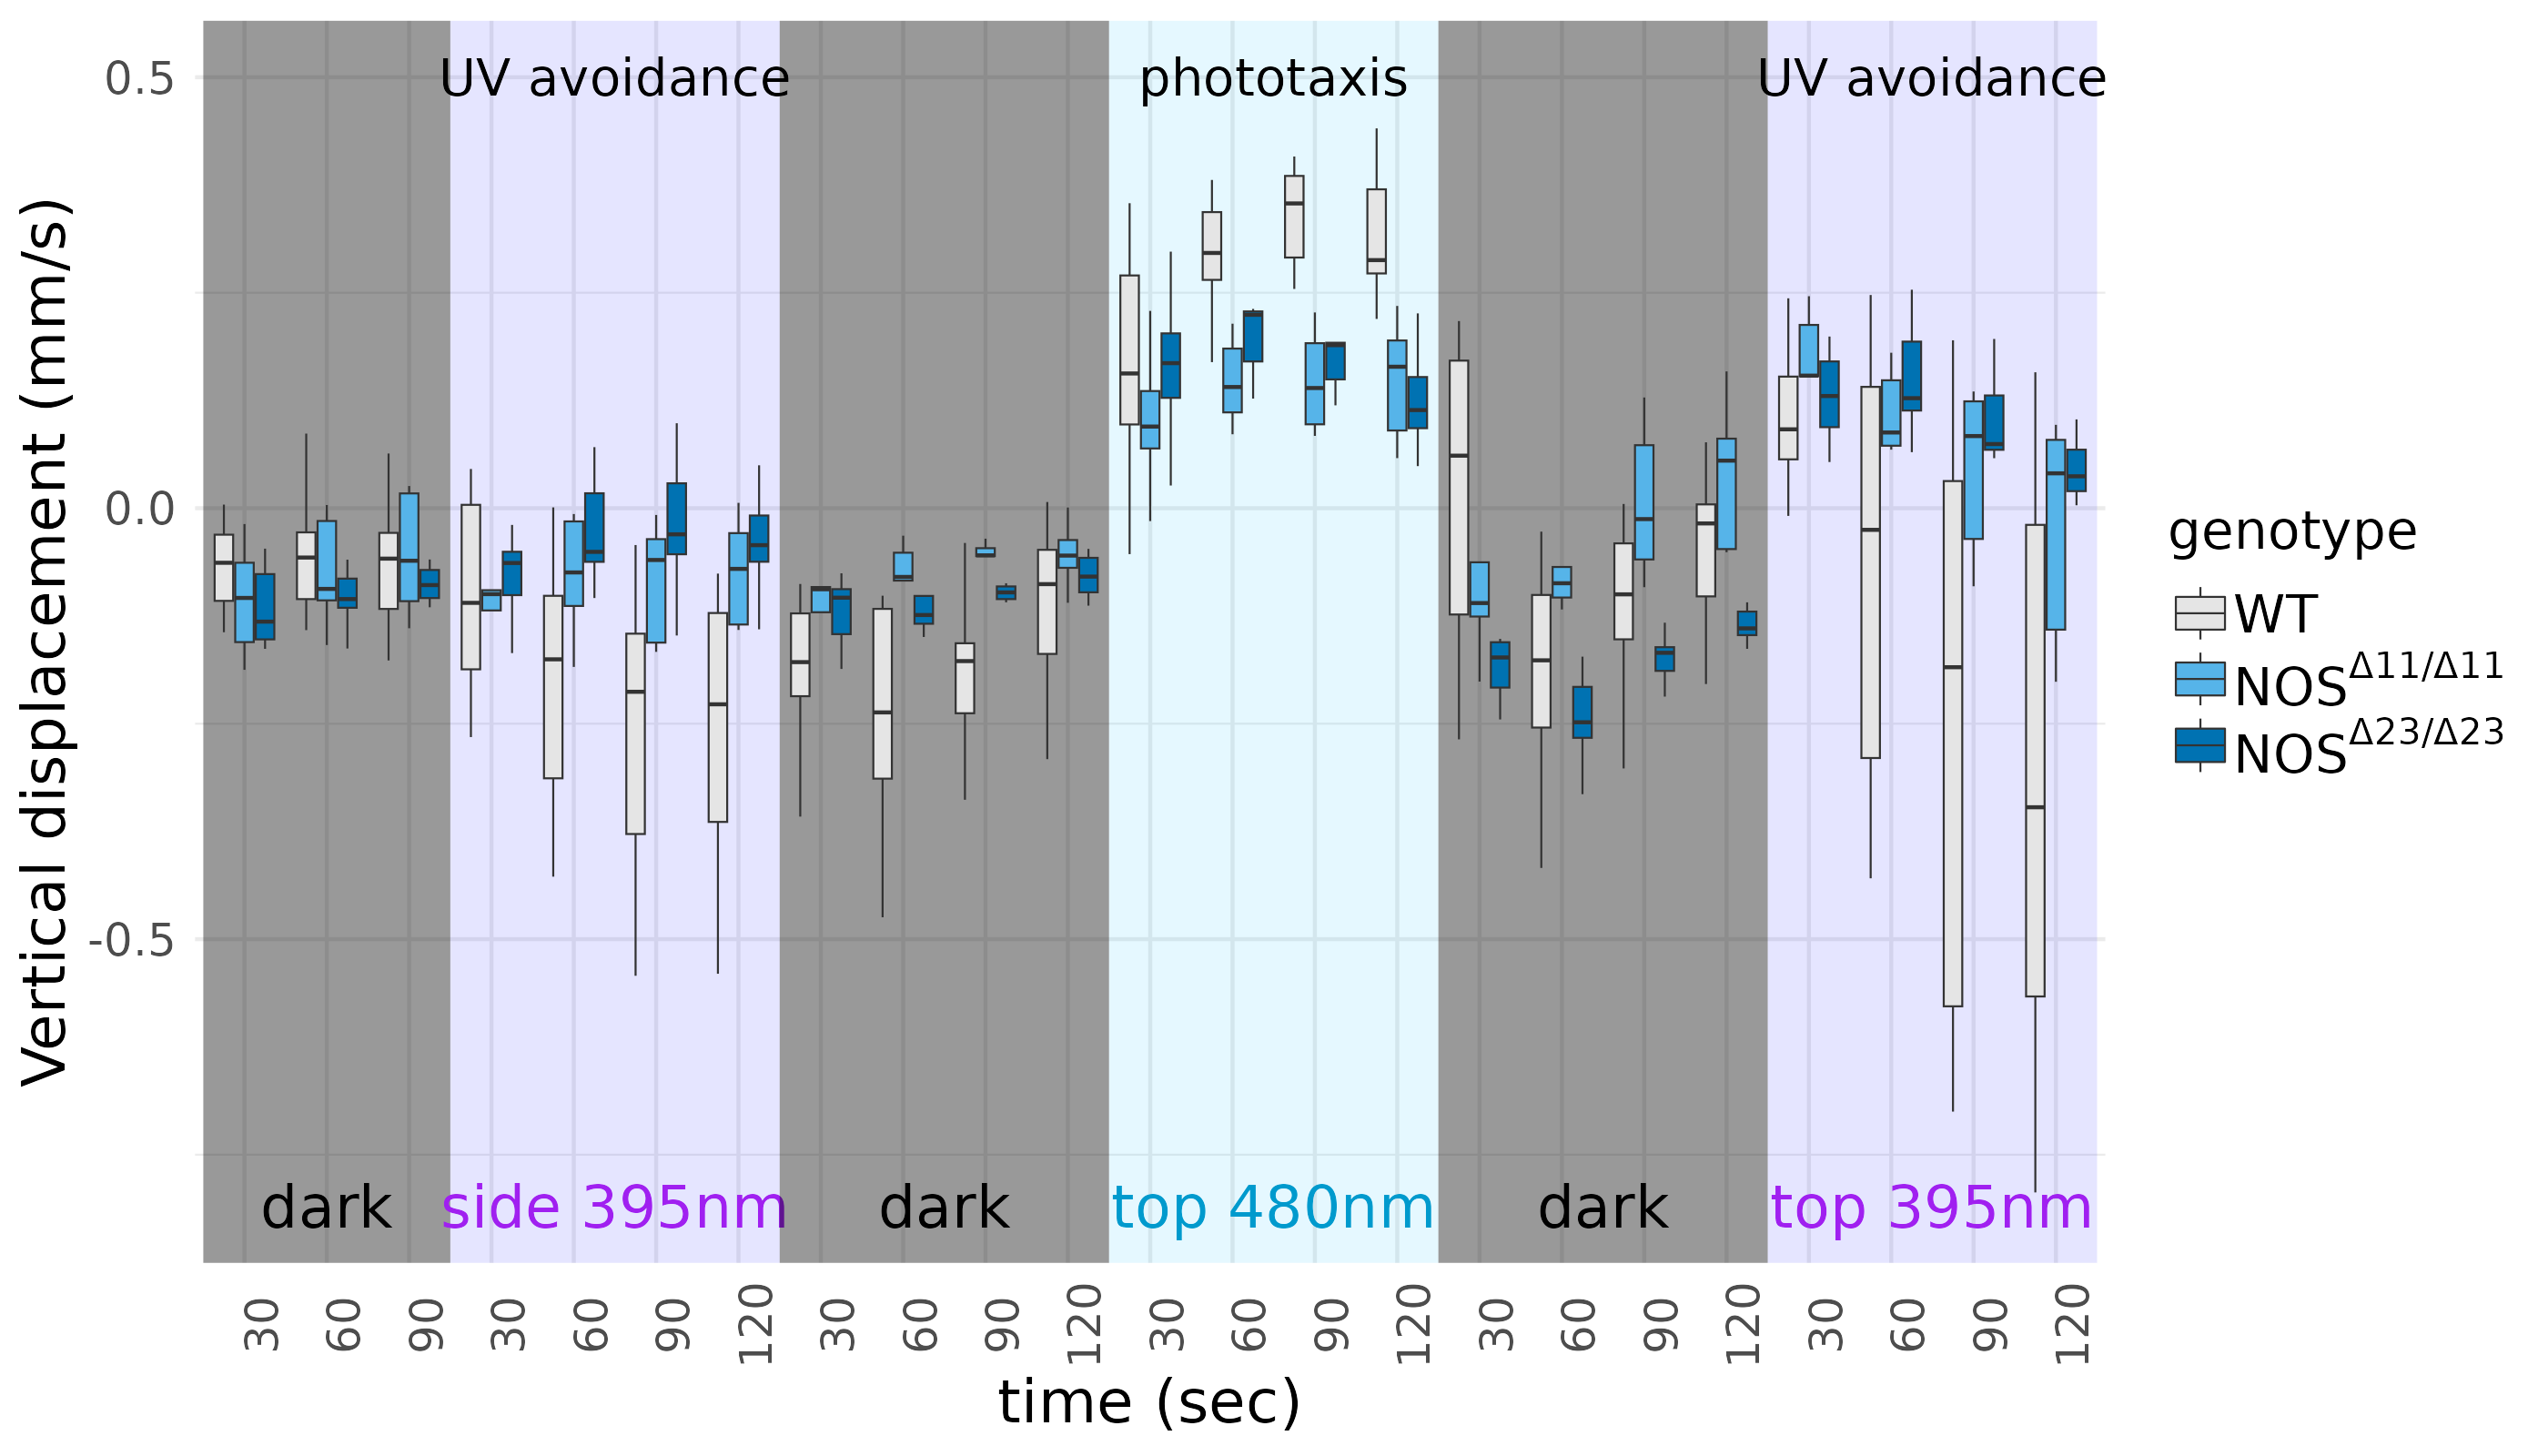 UV avoidance phototaxis UV avoidance
0.5
0.0
-0.5
Vertical displacement (mm/s)
dark side 395nm dark top 480nm dark top 395nm
30 60 90 30 60 90 120 30 60 90 120 30 60 90 120 30 60 90 120 30 60 90 120
time (sec)
genotype
WT
NOSΔ11/Δ11
NOSΔ23/Δ23